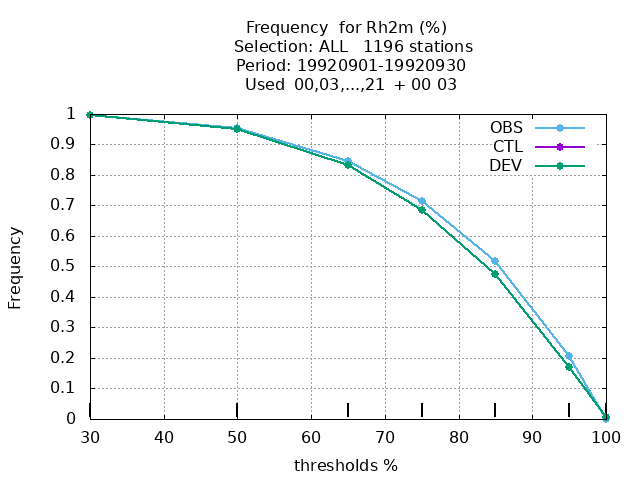 Frequency  for Rh2m (%)
Selection: ALL   1196 stations
Period: 19920901-19920930
Used  00,03,...,21  + 00 03
OBS
CTL
DEV
1
0.9
0.8
0.7
0.6
0.5
0.4
0.3
0.2
0.1
0
Frequency
30 40 50 60 70 80 90 100
thresholds %